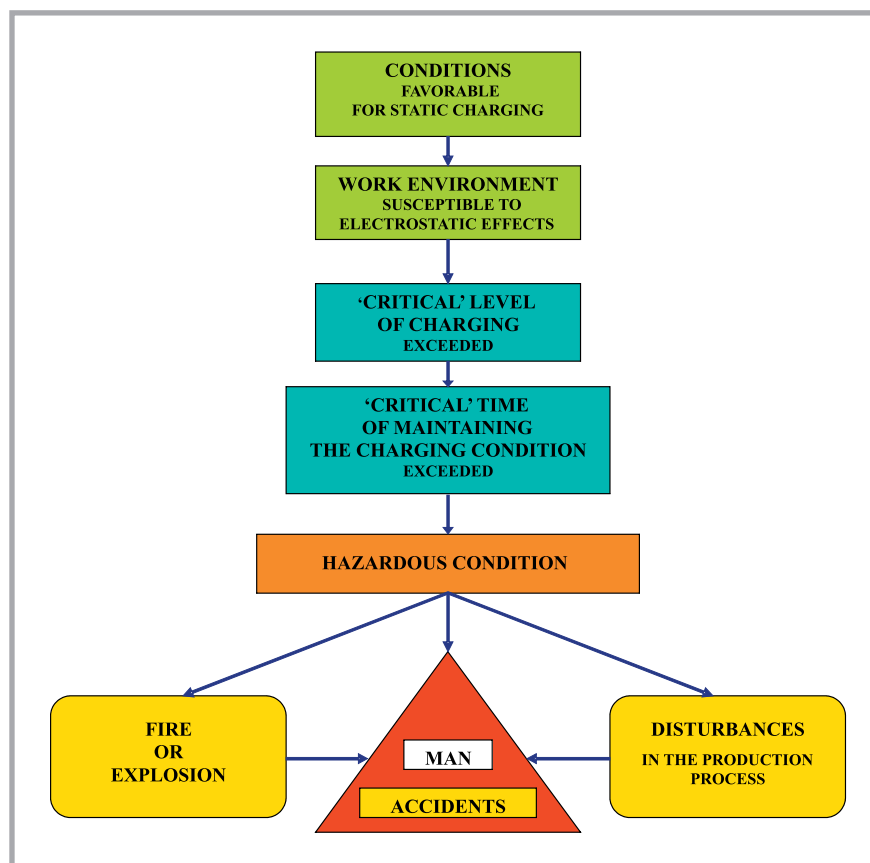 CONDITIONS
FAVORABLE
FOR STATIC CHARGING
WORK ENVIRONMENT
SUSCEPTIBLE TO
ELECTROSTATIC EFFECTS
‘CRITICAL’ LEVEL
OF CHARGING
EXCEEDED
‘CRITICAL’ TIME
OF MAINTAINING
THE CHARGING CONDITION
EXCEEDED
HAZARDOUS CONDITION
FIRE
OR
EXPLOSION
MAN
ACCIDENTS
DISTURBANCES
IN THE PRODUCTION
PROCESS